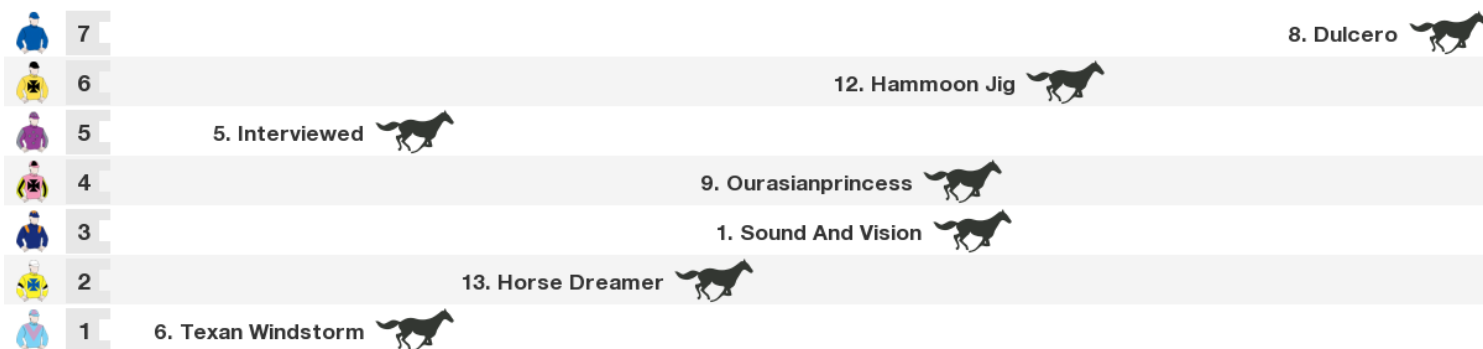 7 8. Dulcero
6 12. Hammoon Jig
5 5. Interviewed
4 9. Ourasianprincess
3 1. Sound And Vision
2 13. Horse Dreamer
1 6. Texan Windstorm